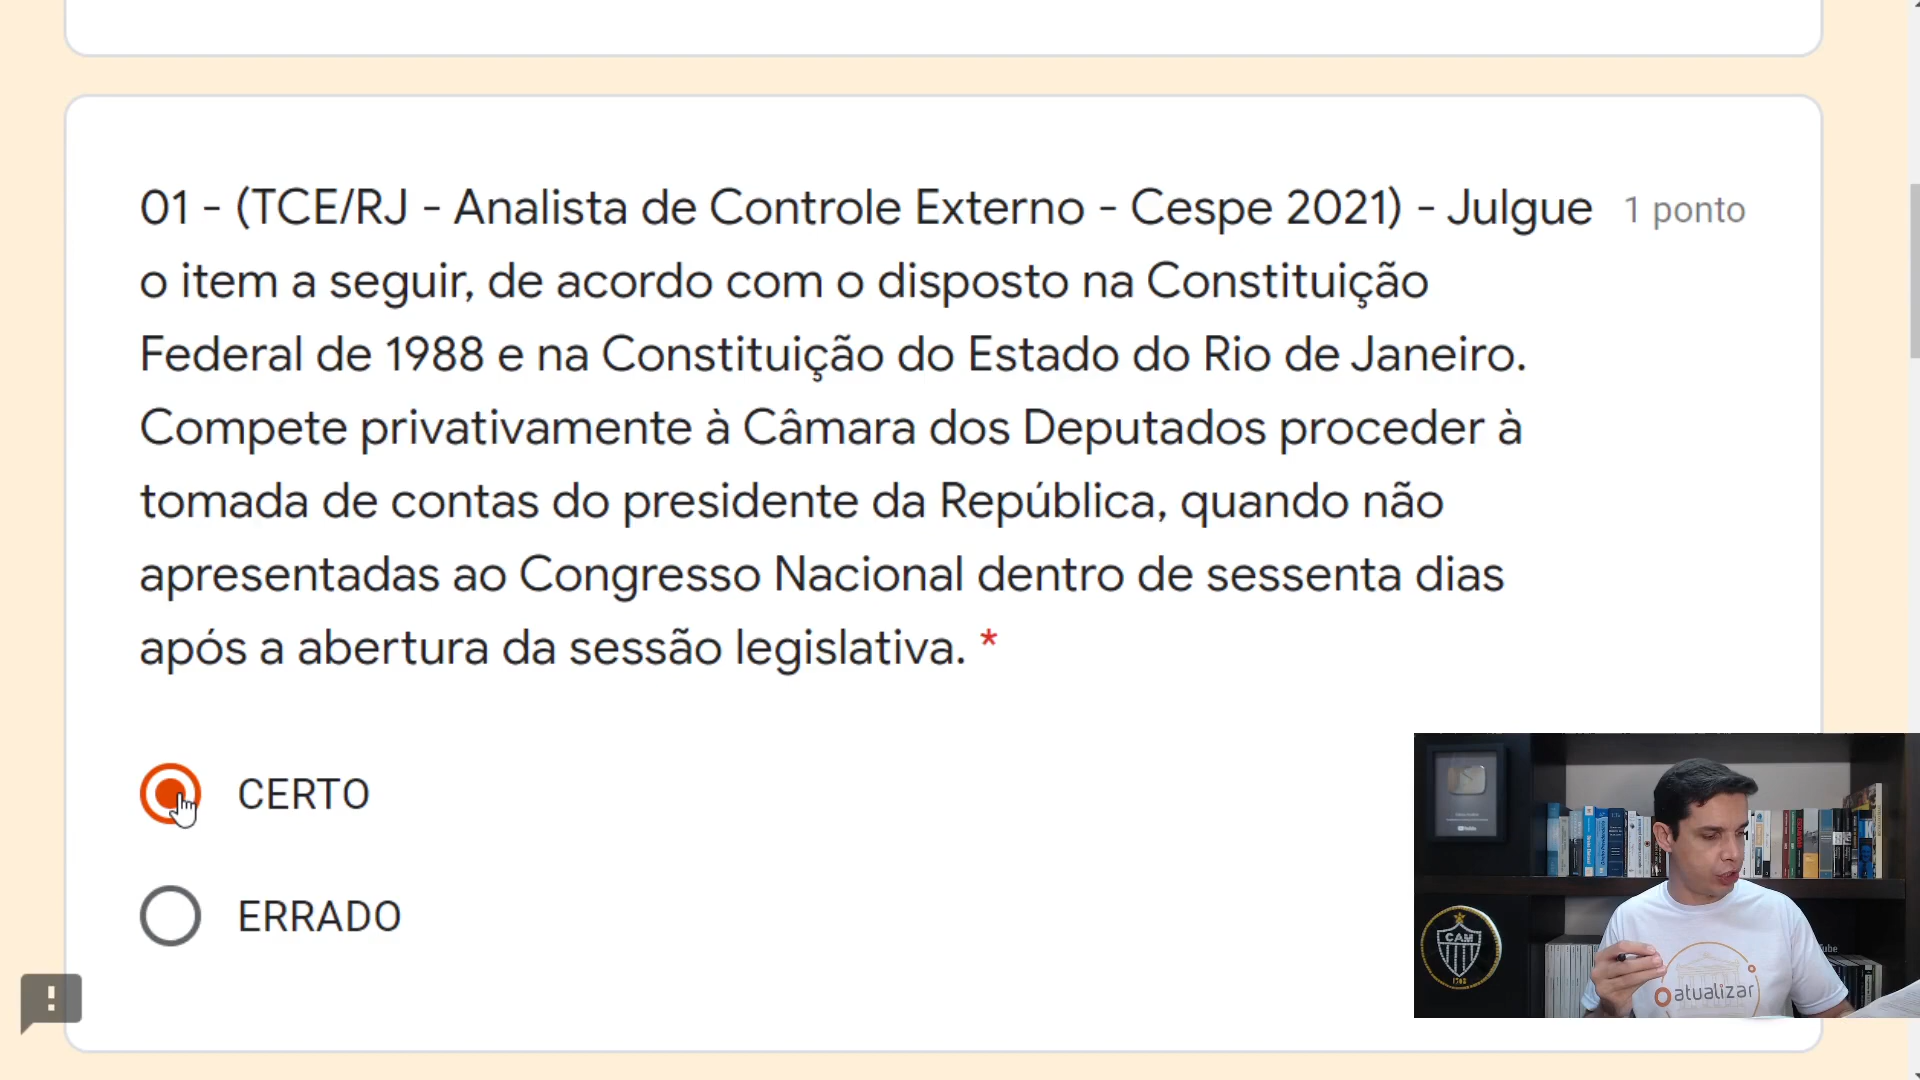 01 - (TCE/RJ - Analista de Controle Externo - Cespe 2021) - Julgue 1 ponto
o item a seguir, de acordo com o disposto na Constituição
Federal de 1988 e na Constituição do Estado do Rio de Janeiro.
Compete privativamente à Câmara dos Deputados proceder à
tomada de contas do presidente da República, quando não
apresentadas ao Congresso Nacional dentro de sessenta dias
após a abertura da sessão legislativa. *
CERTO
ERRADO
!
CAM
atualizar